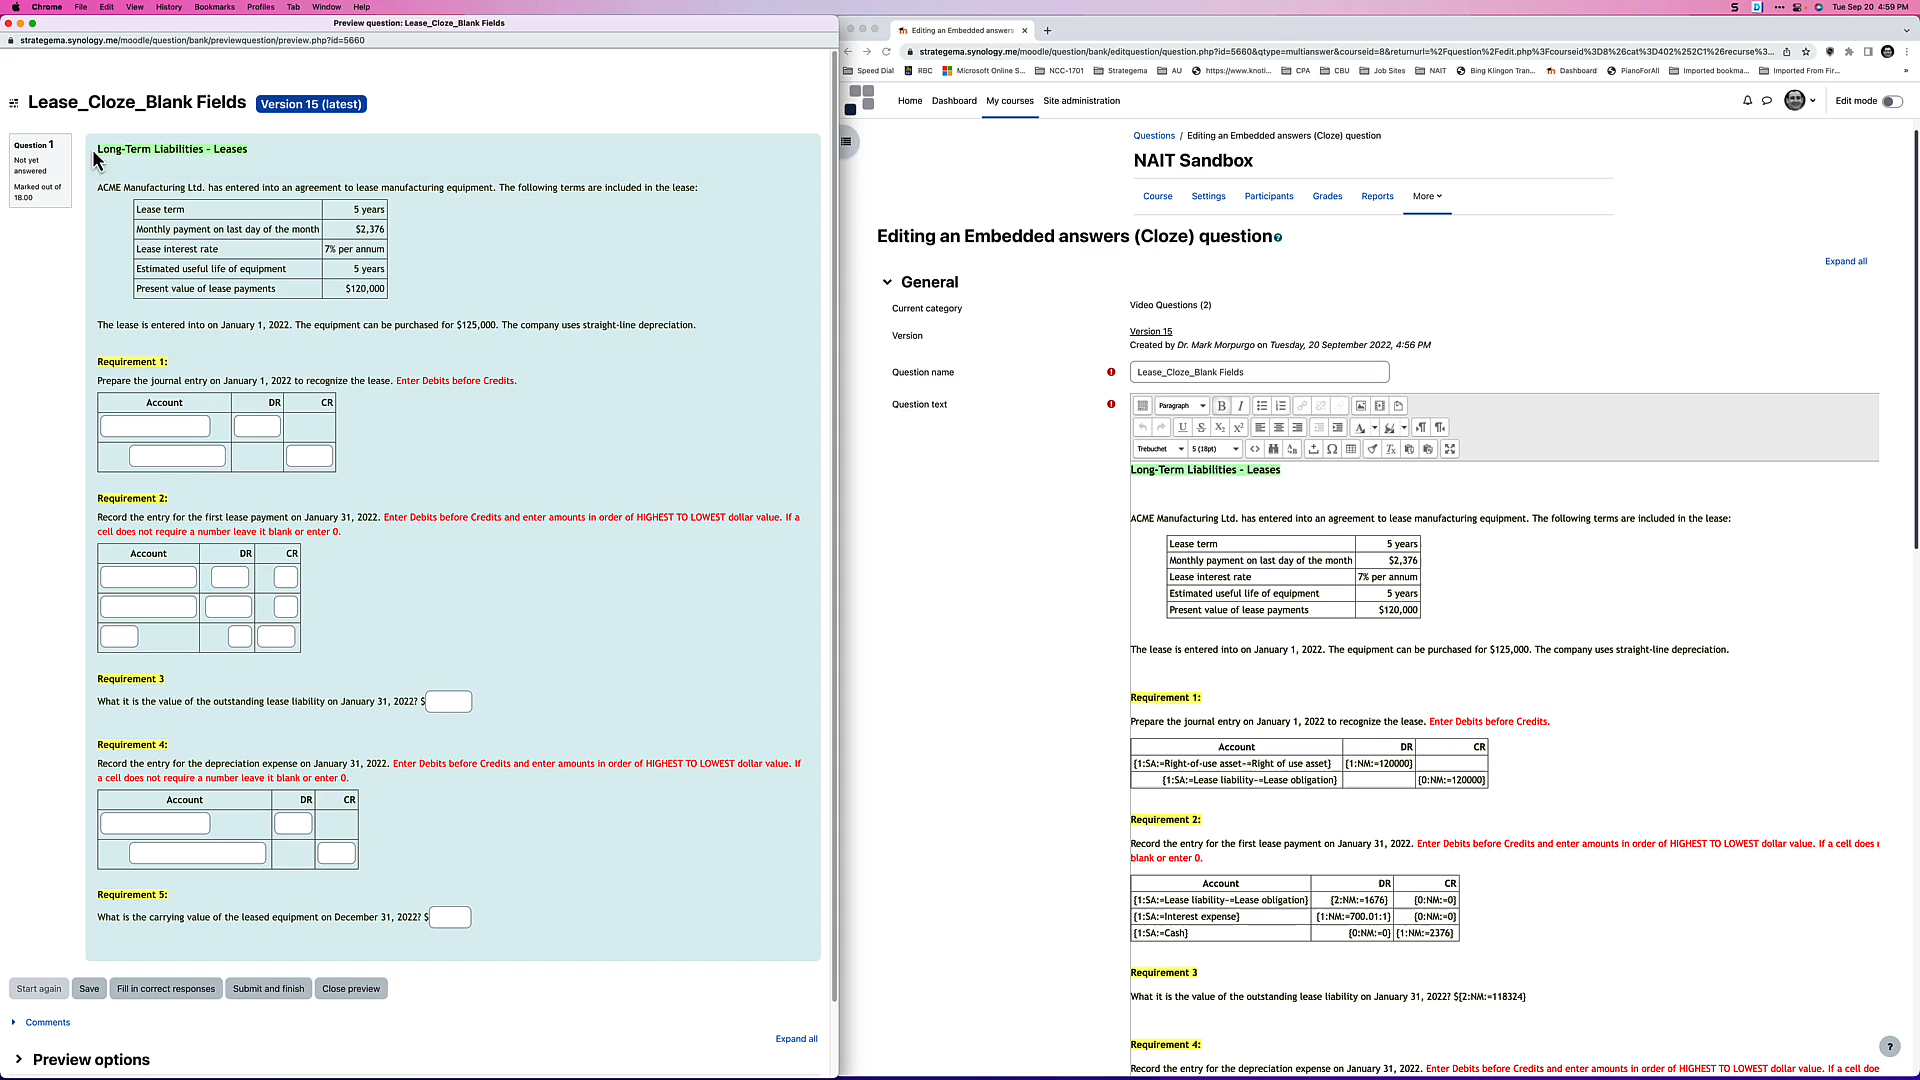 Chrome File Edit View History Bookmarks Profiles Tab Window Help
Tue Sep 20 4:59 PM
Preview question: Lease_Cloze_Blank Fields
strategema.synology.me/moodle/question/bank/previewquestion/preview.php?id=5660
Lease_Cloze_Blank Fields Version 15 (latest)
Question 1
Not yet
answered
Marked out of
18.00
Long-Term Liabilities - Leases
ACME Manufacturing Ltd. has entered into an agreement to lease manufacturing equipment. The following terms are included in the lease:
Lease term 5 years
Monthly payment on last day of the month $2,376
Lease interest rate 7% per annum
Estimated useful life of equipment 5 years
Present value of lease payments $120,000
The lease is entered into on January 1, 2022. The equipment can be purchased for $125,000. The company uses straight-line depreciation.
Requirement 1:
Prepare the journal entry on January 1, 2022 to recognize the lease. Enter Debits before Credits.
Account DR CR
Requirement 2:
Record the entry for the first lease payment on January 31, 2022. Enter Debits before Credits and enter amounts in order of HIGHEST TO LOWEST dollar value. If a
cell does not require a number leave it blank or enter 0.
Account DR CR
Requirement 3
What it is the value of the outstanding lease liability on January 31, 2022? $
Requirement 4:
Record the entry for the depreciation expense on January 31, 2022. Enter Debits before Credits and enter amounts in order of HIGHEST TO LOWEST dollar value. If
a cell does not require a number leave it blank or enter 0.
Account DR CR
Requirement 5:
What is the carrying value of the leased equipment on December 31, 2022? $
Start again Save Fill in correct responses Submit and finish Close preview
Comments
Expand all
Preview options
Editing an Embedded answers
strategema.synology.me/moodle/question/bank/editquestion/question.php?id=5660&qtype=multianswer&courseid=8&returnurl=%2Fquestion%2Fedit.php%3Fcourseid%3D8%26cat%3D402%252C1%26recurse%3...
Speed Dial RBC Microsoft Online S... NCC-1701 Strategema AU https://www.knoti... CPA CBU Job Sites NAIT Bing Klingon Tran... Dashboard PianoForAll Imported bookma... Imported From Fir... »
Home Dashboard My courses Site administration
Edit mode
Questions / Editing an Embedded answers (Cloze) question
NAIT Sandbox
Course Settings Participants Grades Reports More
Editing an Embedded answers (Cloze) question
Expand all
General
Current category Video Questions (2)
Version Version 15
Created by Dr. Mark Morpurgo on Tuesday, 20 September 2022, 4:56 PM
Question name Lease_Cloze_Blank Fields
Question text
Paragraph B I
U S X₂ X²
Trebuchet 5 (18pt)
Long-Term Liabilities - Leases
ACME Manufacturing Ltd. has entered into an agreement to lease manufacturing equipment. The following terms are included in the lease:
Lease term 5 years
Monthly payment on last day of the month $2,376
Lease interest rate 7% per annum
Estimated useful life of equipment 5 years
Present value of lease payments $120,000
The lease is entered into on January 1, 2022. The equipment can be purchased for $125,000. The company uses straight-line depreciation.
Requirement 1:
Prepare the journal entry on January 1, 2022 to recognize the lease. Enter Debits before Credits.
Account DR CR
{1:SA:=Right-of-use asset~=Right of use asset} {1:NM:=120000}
{1:SA:=Lease liability~=Lease obligation} {0:NM:=120000}
Requirement 2:
Record the entry for the first lease payment on January 31, 2022. Enter Debits before Credits and enter amounts in order of HIGHEST TO LOWEST dollar value. If a cell does
blank or enter 0.
Account DR CR
{1:SA:=Lease liability~=Lease obligation} {2:NM:=1676} {0:NM:=0}
{1:SA:=Interest expense} {1:NM:=700.01:1} {0:NM:=0}
{1:SA:=Cash} {0:NM:=0} {1:NM:=2376}
Requirement 3
What it is the value of the outstanding lease liability on January 31, 2022? ${2:NM:=118324}
Requirement 4:
Record the entry for the depreciation expense on January 31, 2022. Enter Debits before Credits and enter amounts in order of HIGHEST TO LOWEST dollar value. If a cell doe
?